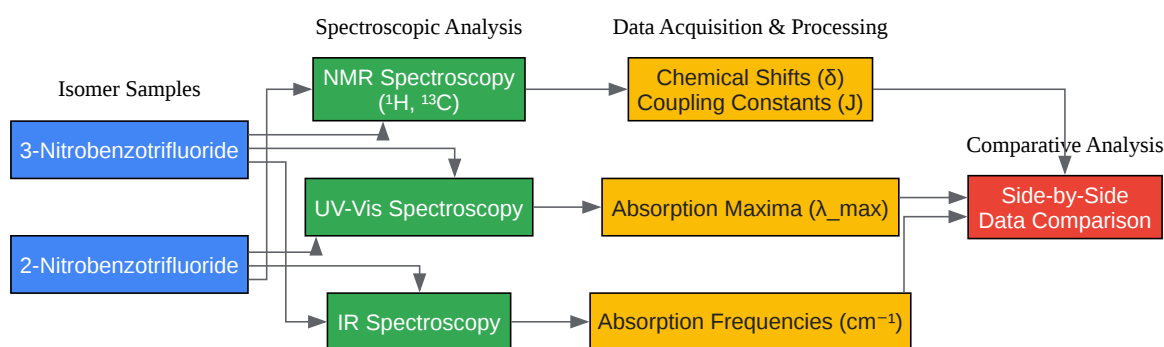 Isomer Samples
3-Nitrobenzotrifluoride
2-Nitrobenzotrifluoride
Spectroscopic Analysis
NMR Spectroscopy
(¹H, ¹³C)
UV-Vis Spectroscopy
IR Spectroscopy
Data Acquisition & Processing
Chemical Shifts (δ)
Coupling Constants (J)
Absorption Maxima (λ_max)
Absorption Frequencies (cm⁻¹)
Comparative Analysis
Side-by-Side
Data Comparison